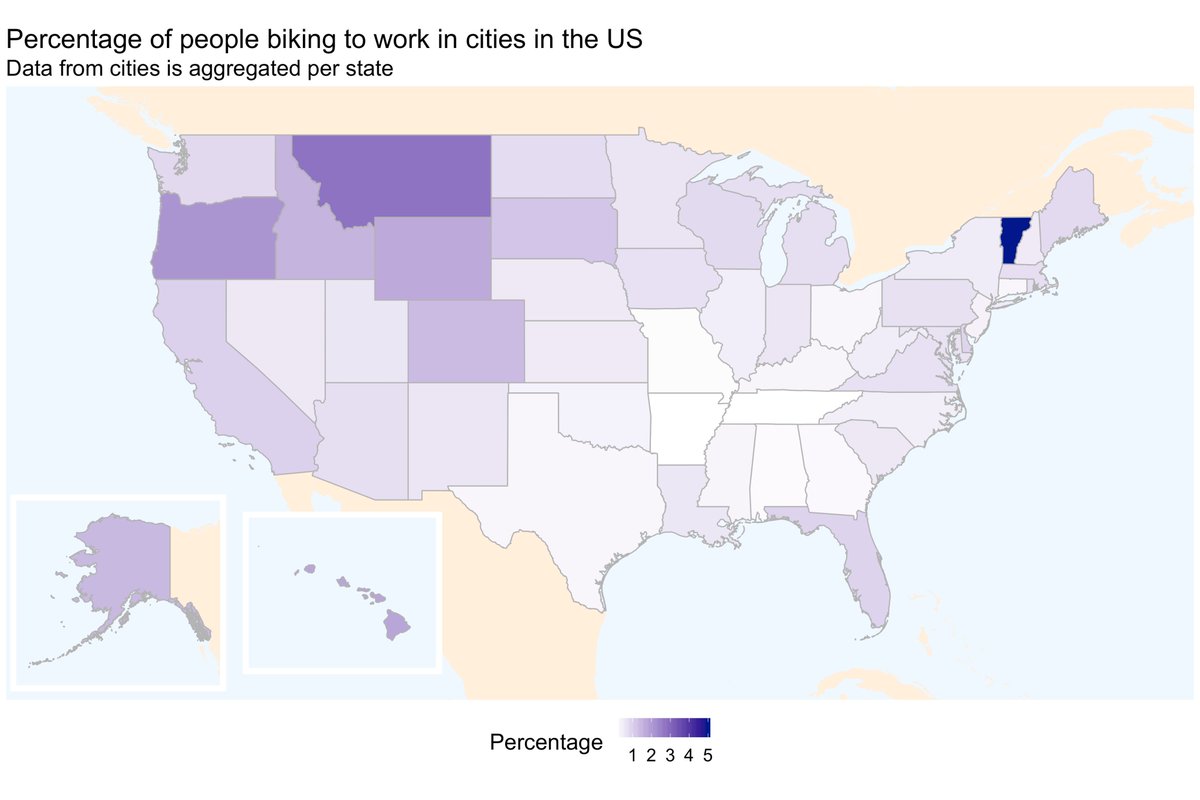 Percentage of people biking to work in cities in the US
Data from cities is aggregated per state
Percentage
1 2 3 4 5